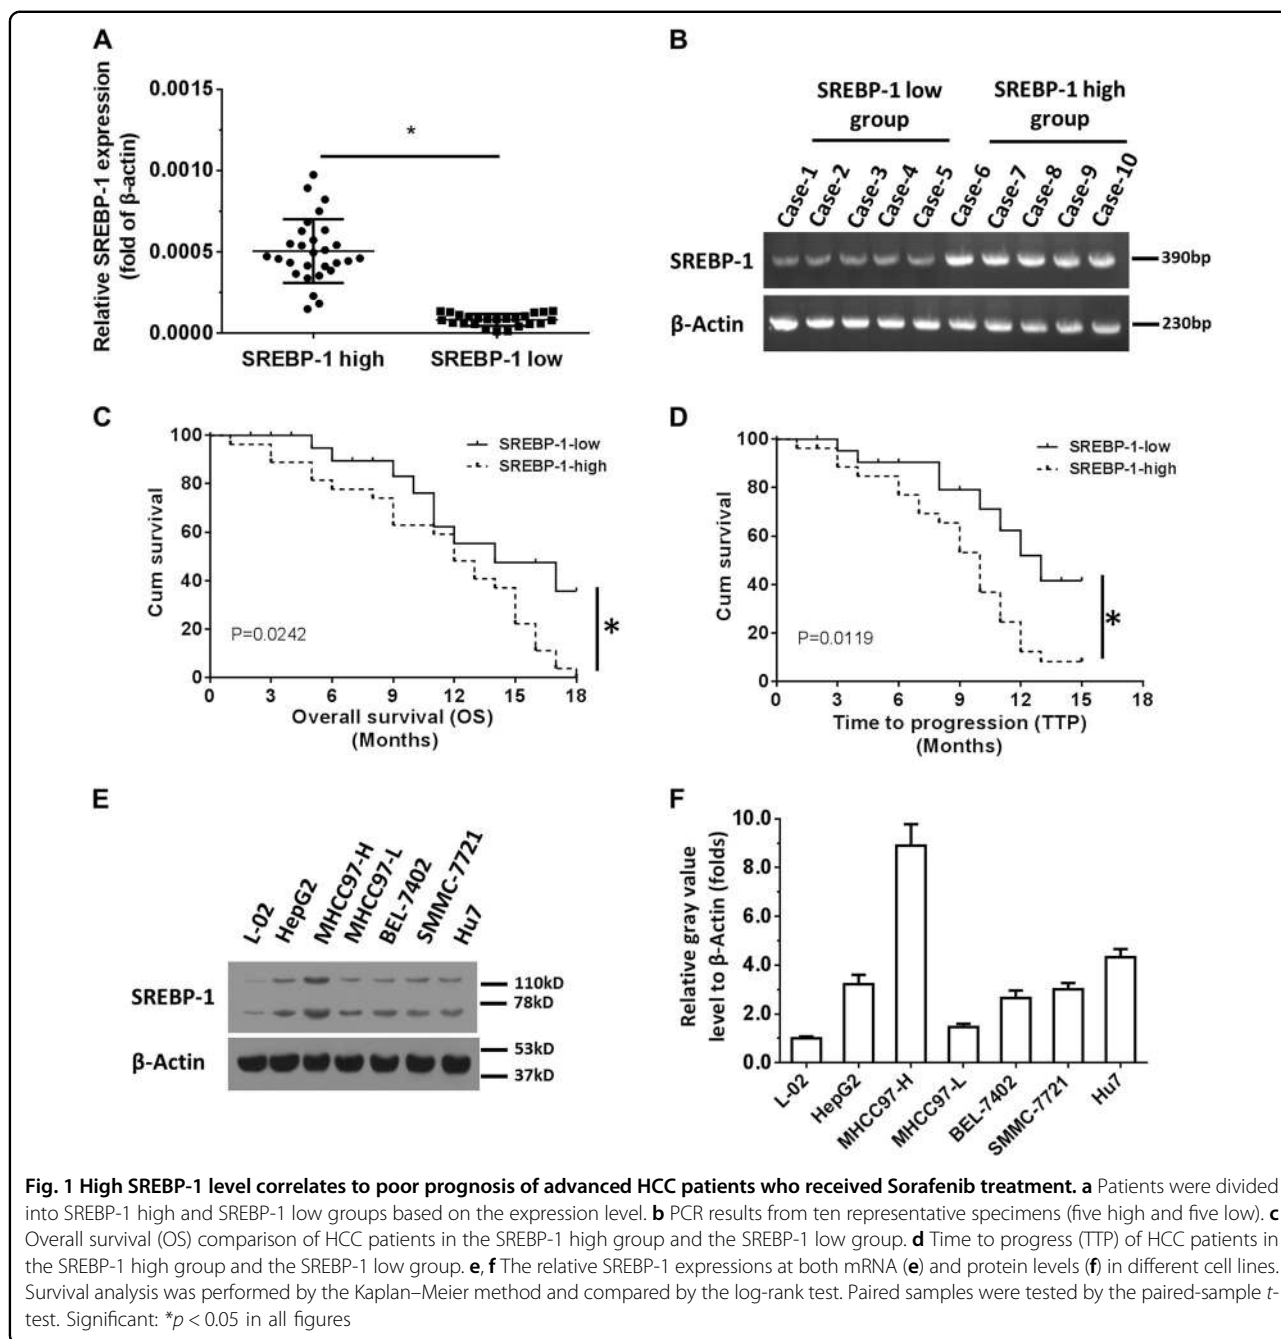 A
Relative SREBP-1 expression
(fold of β-actin)
0.0015
0.0010
0.0005
0.0000
*
SREBP-1 high
SREBP-1 low
B
SREBP-1 low
group
SREBP-1 high
group
Case-1
Case-2
Case-3
Case-4
Case-5
Case-6
Case-7
Case-8
Case-9
Case-10
SREBP-1
390bp
β-Actin
230bp
C
Cum survival
100
80
60
40
20
0
SREBP-1-low
SREBP-1-high
P=0.0242
*
0 3 6 9 12 15 18
Overall survival (OS)
(Months)
D
Cum survival
100
80
60
40
20
0
SREBP-1-low
SREBP-1-high
P=0.0119
*
0 3 6 9 12 15 18
Time to progression (TTP)
(Months)
E
L-02
HepG2
MHCC97-H
MHCC97-L
BEL-7402
SMMC-7721
Hu7
SREBP-1
110kD
78kD
β-Actin
53kD
37kD
F
Relative gray value
level to β-Actin (folds)
10.0
8.0
6.0
4.0
2.0
0.0
L-02
HepG2
MHCC97-H
MHCC97-L
BEL-7402
SMMC-7721
Hu7
Fig. 1 High SREBP-1 level correlates to poor prognosis of advanced HCC patients who received Sorafenib treatment. a Patients were divided
into SREBP-1 high and SREBP-1 low groups based on the expression level. b PCR results from ten representative specimens (five high and five low). c
Overall survival (OS) comparison of HCC patients in the SREBP-1 high group and the SREBP-1 low group. d Time to progress (TTP) of HCC patients in
the SREBP-1 high group and the SREBP-1 low group. e, f The relative SREBP-1 expressions at both mRNA (e) and protein levels (f) in different cell lines.
Survival analysis was performed by the Kaplan–Meier method and compared by the log-rank test. Paired samples were tested by the paired-sample t-
test. Significant: *p < 0.05 in all figures